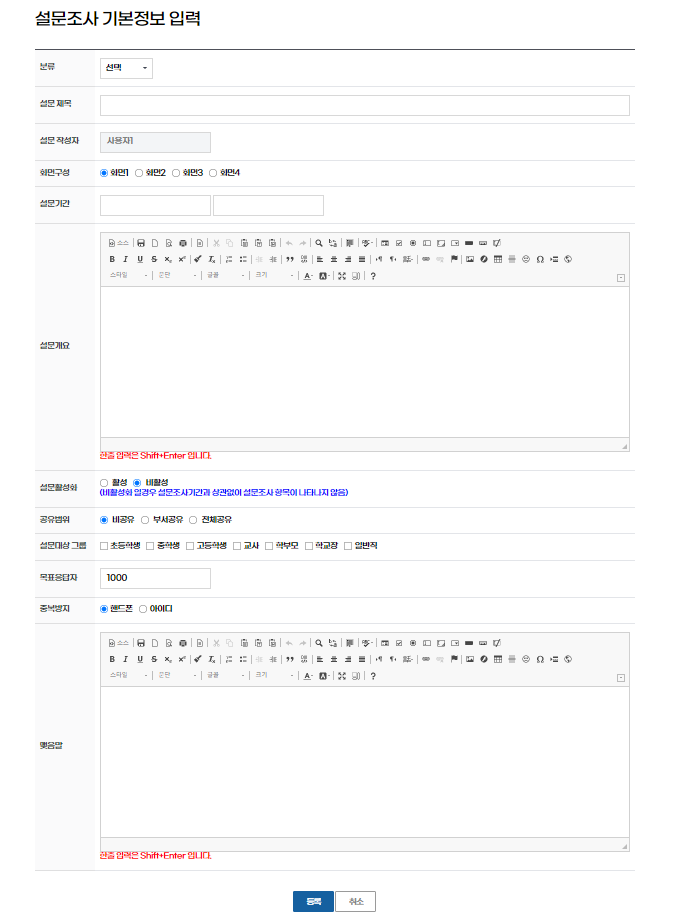 설문조사 기본정보 입력
분류 선택
설문 제목
설문 작성자 사용자1
화면구성 화면1 화면2 화면3 화면4
설문기간
소스
B I U S x₂ x² Tx
스타일 문단 글꼴 크기 A A ?
설문개요
한줄 입력은 Shift+Enter 입니다.
설문활성화 활성 비활성
(비활성화 일경우 설문조사기간과 상관없이 설문조사 항목이 나타나지 않음)
공유범위 비공유 부서공유 전체공유
설문대상 그룹 초등학생 중학생 고등학생 교사 학부모 학교장 일반직
목표응답자 1000
중복방지 핸드폰 아이디
소스
B I U S x₂ x² Tx
스타일 문단 글꼴 크기 A A ?
맺음말
한줄 입력은 Shift+Enter 입니다.
등록 취소